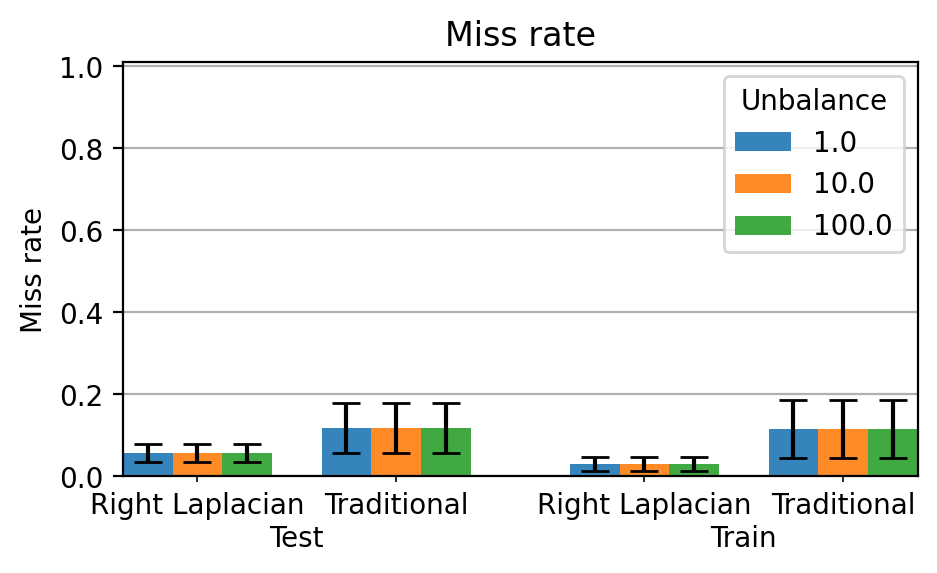 Miss rate
Miss rate
1.0
0.8
0.6
0.4
0.2
0.0
Unbalance
1.0
10.0
100.0
Right Laplacian Traditional Right Laplacian Traditional
Test Train